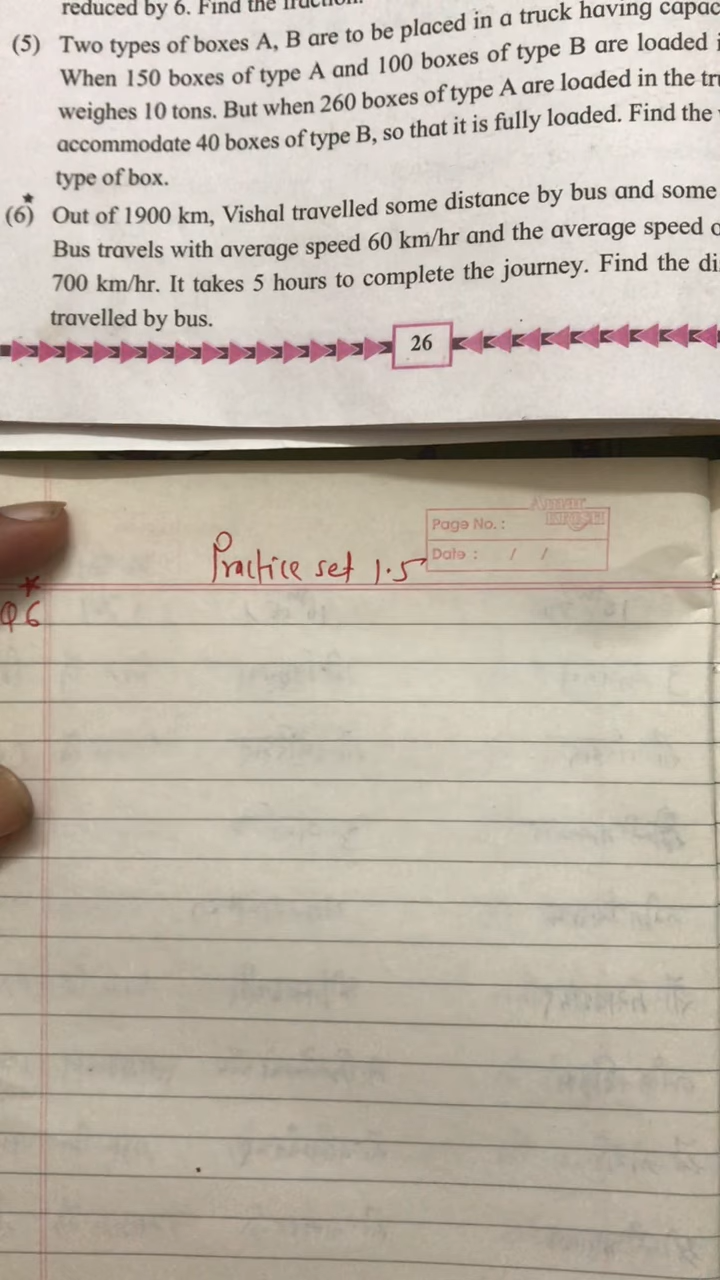 reduced by 6. Find the fraction.
(5) Two types of boxes A, B are to be placed in a truck having capac
When 150 boxes of type A and 100 boxes of type B are loaded i
weighes 10 tons. But when 260 boxes of type A are loaded in the tru
accommodate 40 boxes of type B, so that it is fully loaded. Find the
type of box.
(6)* Out of 1900 km, Vishal travelled some distance by bus and some
Bus travels with average speed 60 km/hr and the average speed o
700 km/hr. It takes 5 hours to complete the journey. Find the di
travelled by bus.
26
Amar
Page No. :
Date : / /
Practice set 1.5
*
Q6